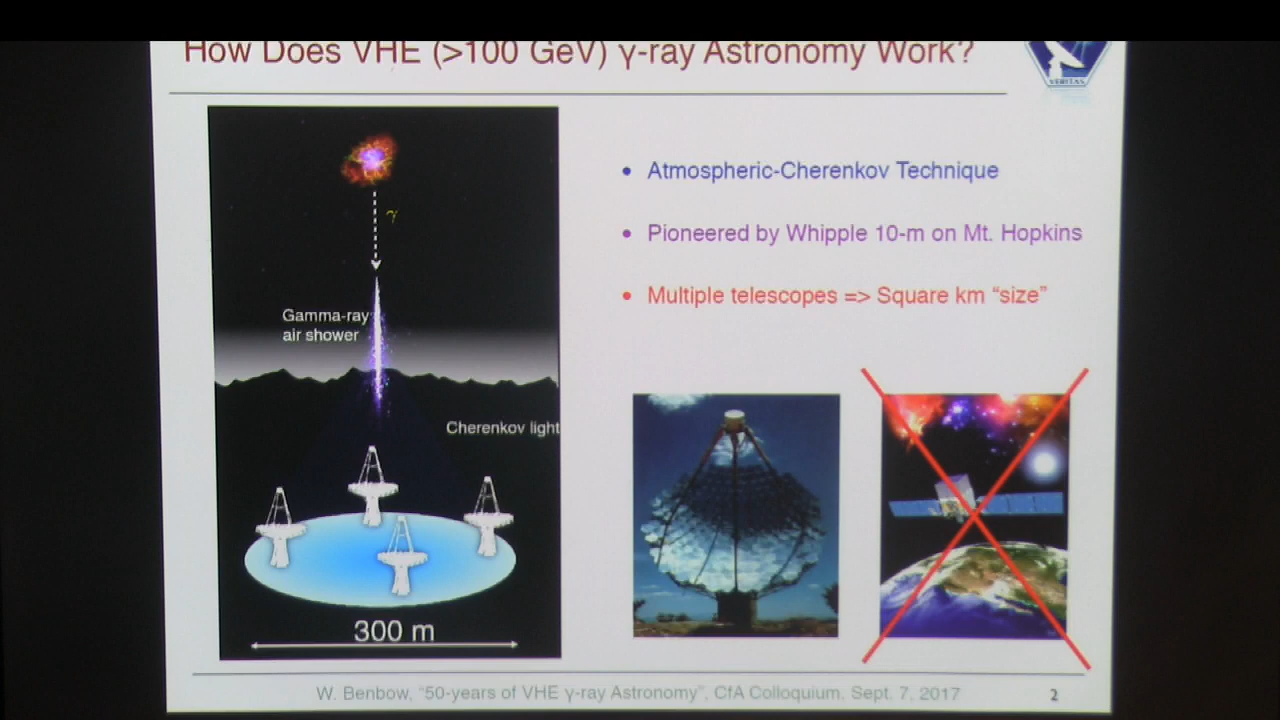 How Does VHE (>100 GeV) γ-ray Astronomy Work?
VERITAS
γ
Gamma-ray
air shower
Cherenkov light
300 m
• Atmospheric-Cherenkov Technique
• Pioneered by Whipple 10-m on Mt. Hopkins
• Multiple telescopes => Square km “size”
W. Benbow, “50-years of VHE γ-ray Astronomy”, CfA Colloquium, Sept. 7, 2017
2